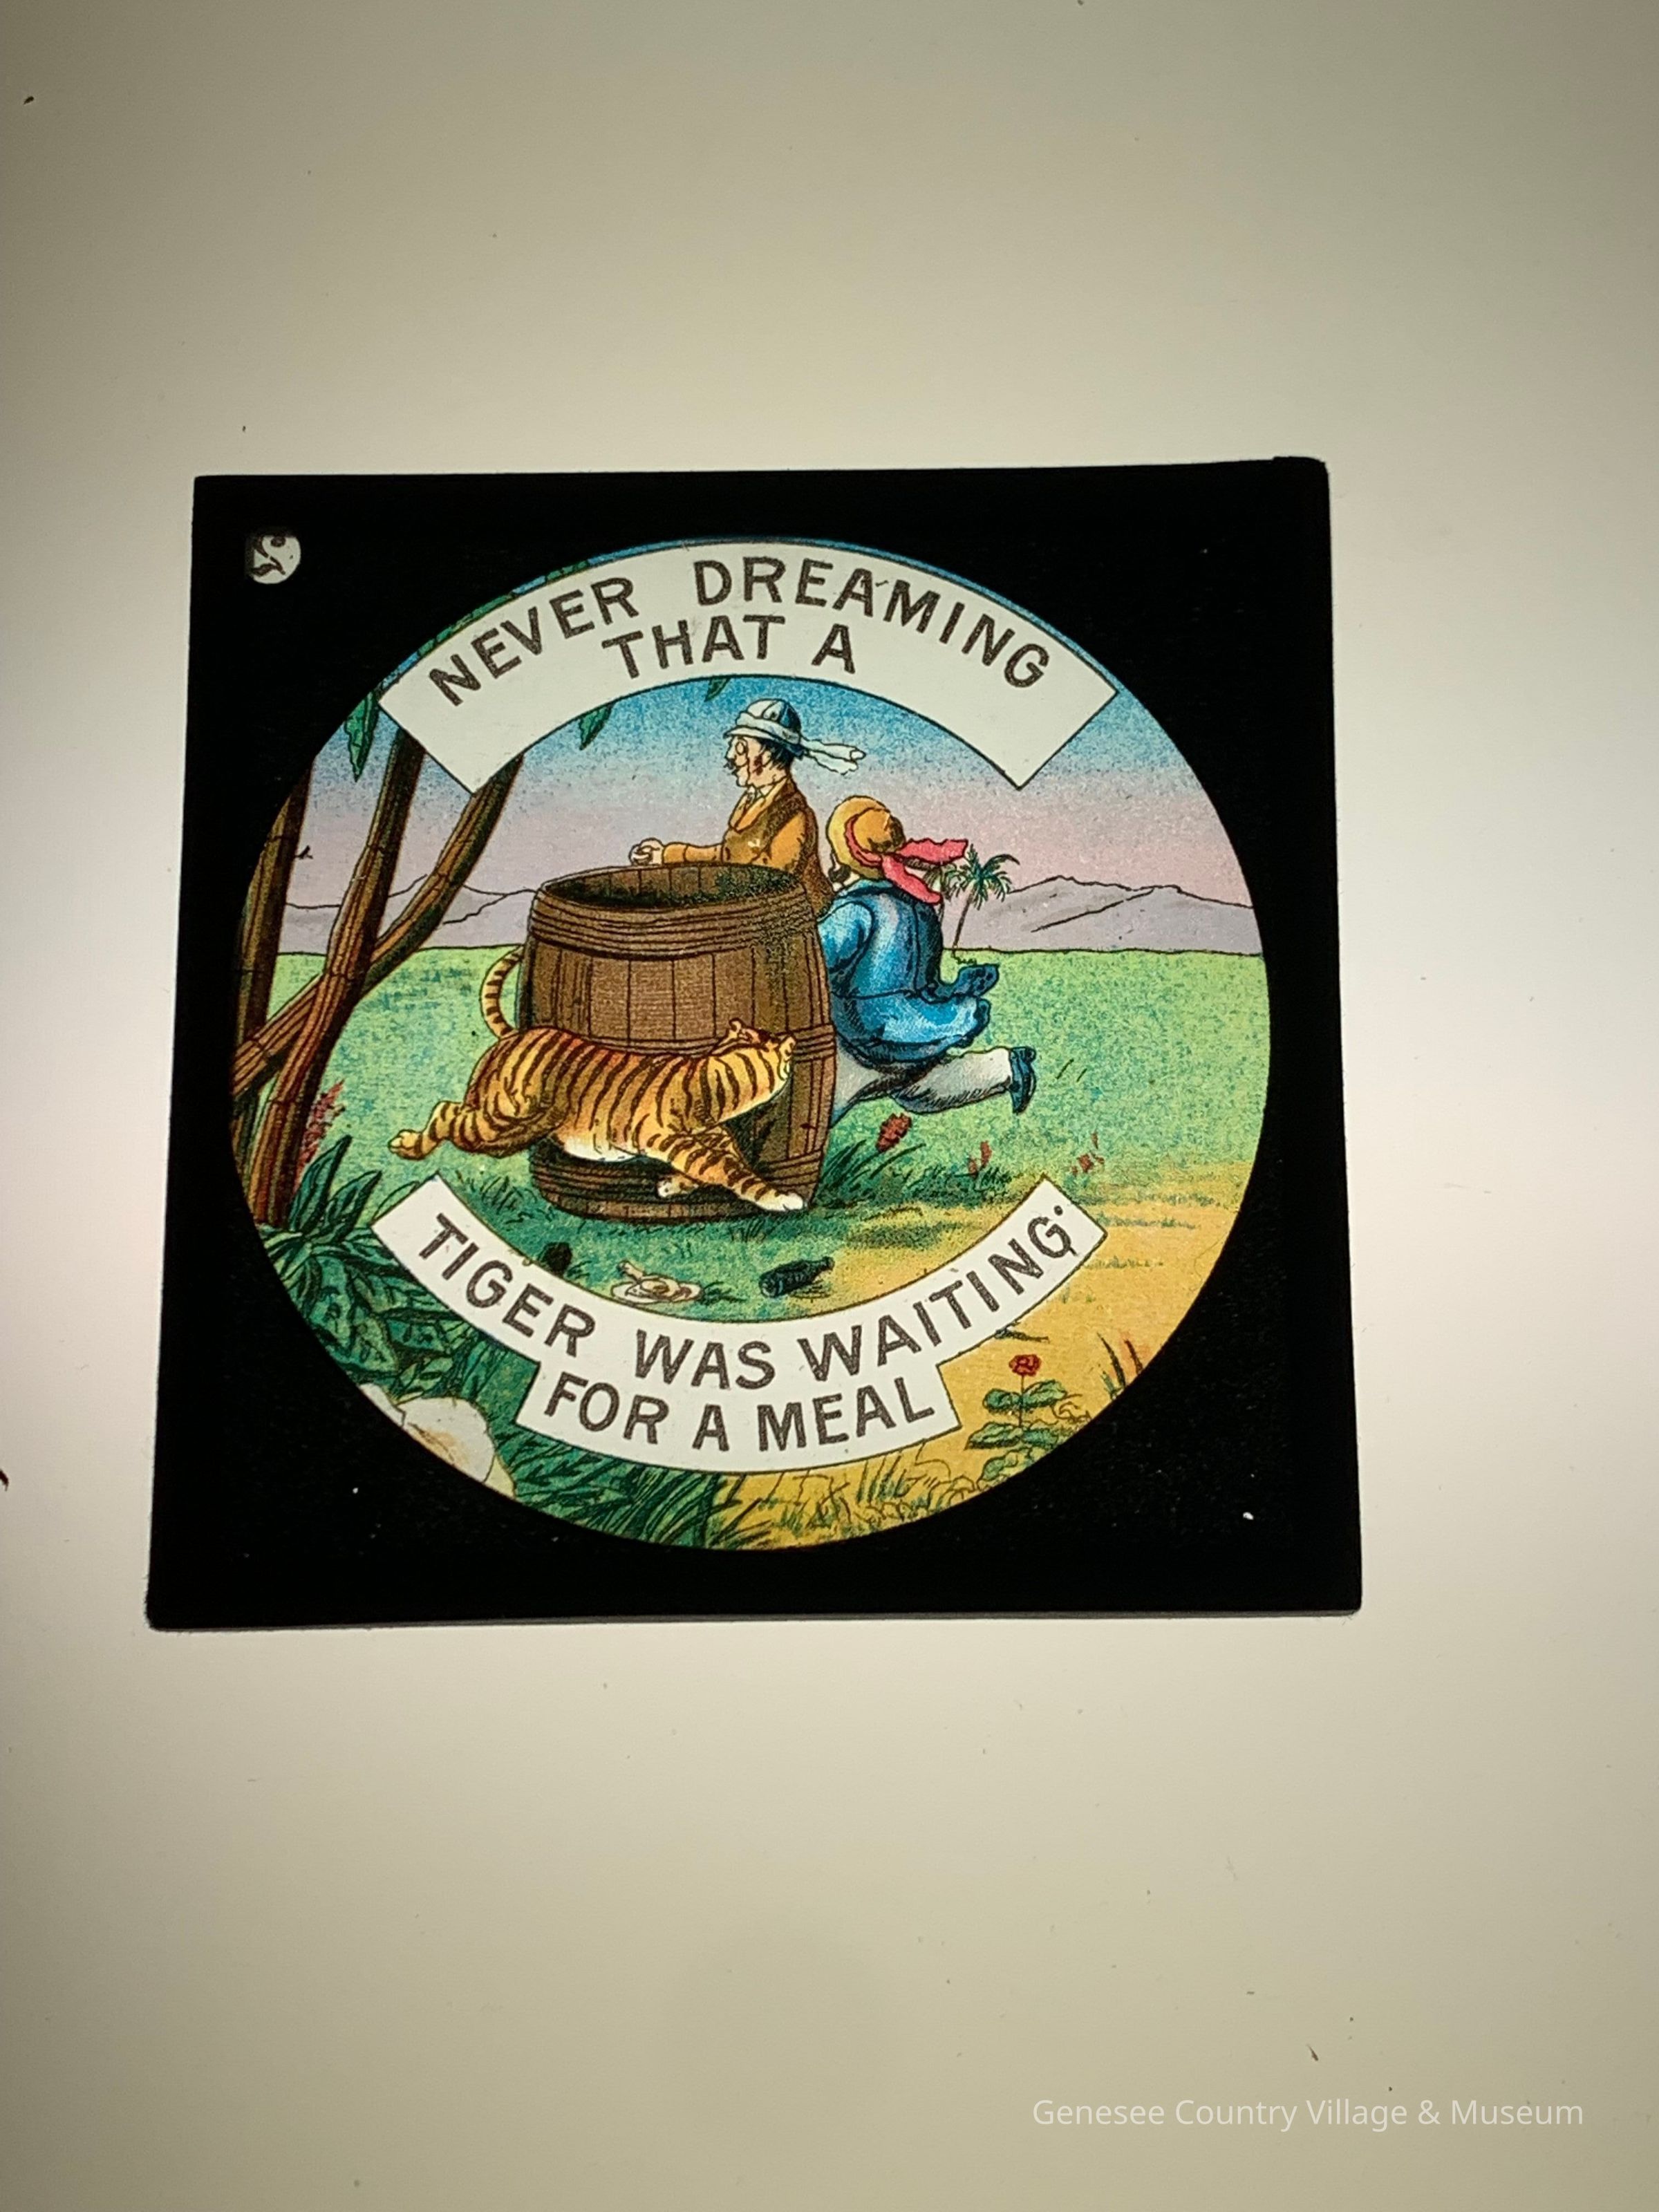 NEVER DREAMING
THAT A
TIGER WAS WAITING
FOR A MEAL
Genesee Country Village & Museum